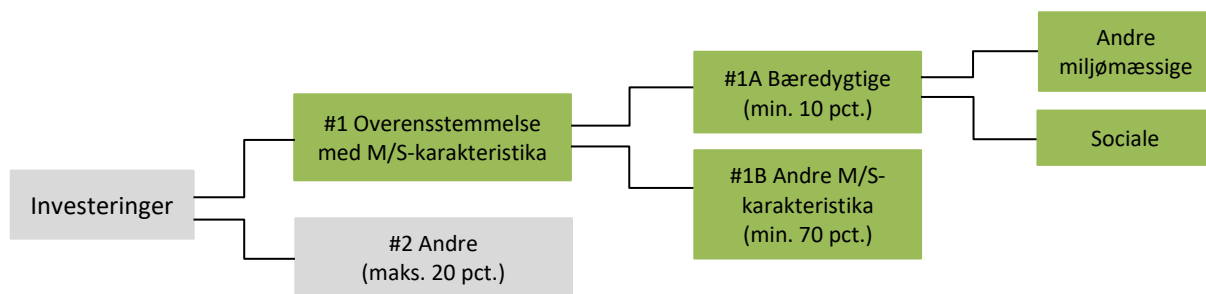 Investeringer
#1 Overensstemmelse
med M/S-karakteristika
#2 Andre
(maks. 20 pct.)
#1A Bæredygtige
(min. 10 pct.)
#1B Andre M/S-
karakteristika
(min. 70 pct.)
Andre
miljømæssige
Sociale